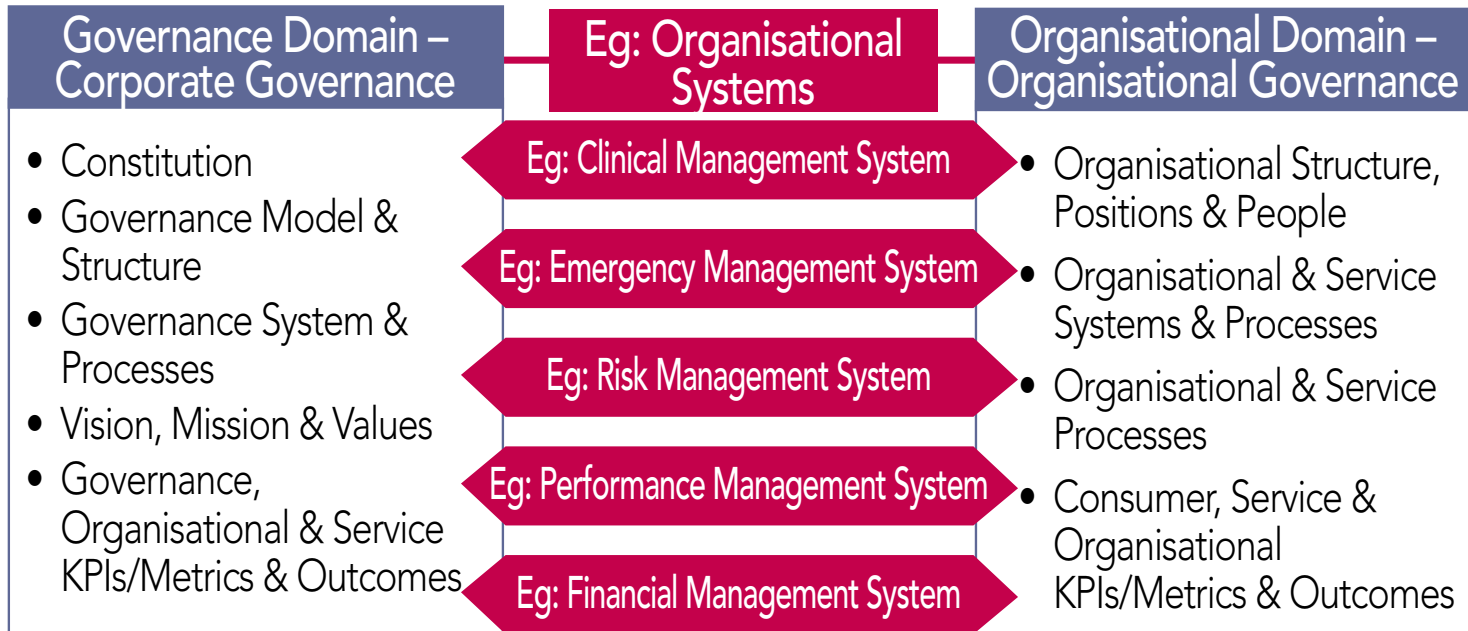 Governance Domain –
Corporate Governance
• Constitution
• Governance Model &
Structure
• Governance System &
Processes
• Vision, Mission & Values
• Governance,
Organisational & Service
KPIs/Metrics & Outcomes
Eg: Organisational
Systems
Eg: Clinical Management System
Eg: Emergency Management System
Eg: Risk Management System
Eg: Performance Management System
Eg: Financial Management System
Organisational Domain –
Organisational Governance
• Organisational Structure,
Positions & People
• Organisational & Service
Systems & Processes
• Organisational & Service
Processes
• Consumer, Service &
Organisational
KPIs/Metrics & Outcomes